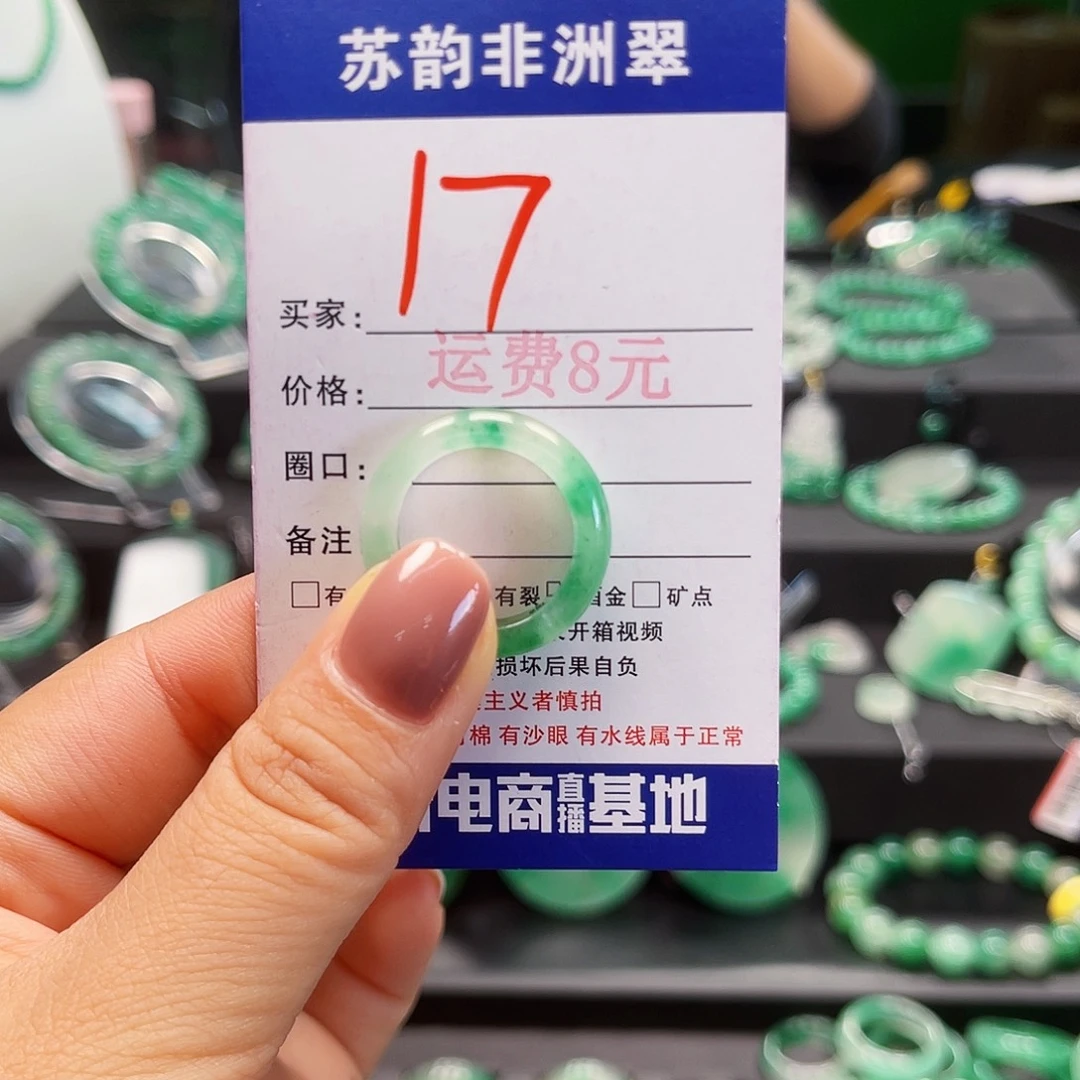 苏韵非洲翠
17
买家：
运费8元
价格：
圈口：
备注
□有 有裂 金□矿点
开箱视频
损坏后果自负
主义者慎拍
棉 有沙眼 有水线属于正常
电商直播基地